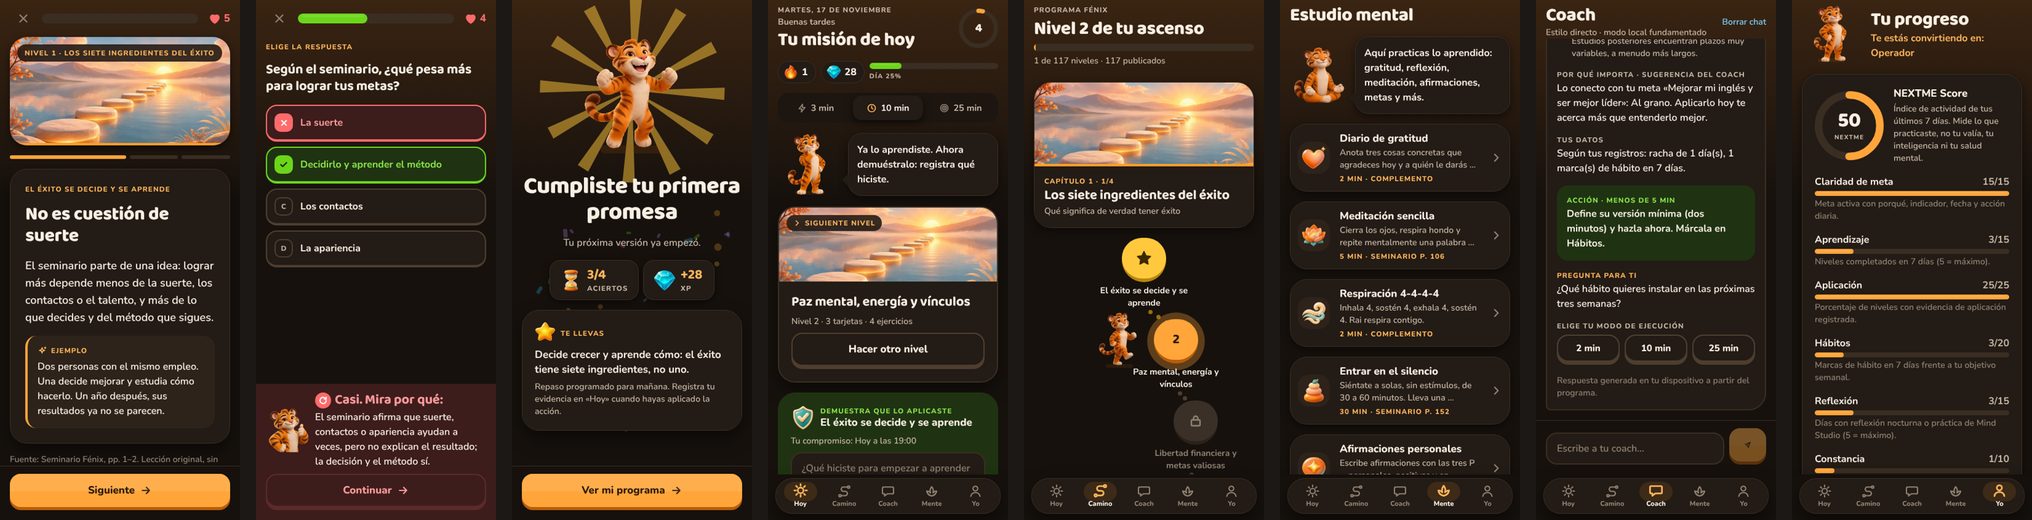 5
NIVEL 1 · LOS SIETE INGREDIENTES DEL ÉXITO
EL ÉXITO SE DECIDE Y SE APRENDE
No es cuestión de
suerte
El seminario parte de una idea: lograr
más depende menos de la suerte, los
contactos o el talento, y más de lo
que decides y del método que sigues.
EJEMPLO
Dos personas con el mismo empleo.
Una decide mejorar y estudia cómo
hacerlo. Un año después, sus
resultados ya no se parecen.
Fuente: Seminario Fénix, pp. 1–2. Lección original, sin
Siguiente →
4
ELIGE LA RESPUESTA
Según el seminario, ¿qué pesa más
para lograr tus metas?
La suerte
Decidirlo y aprender el método
C Los contactos
D La apariencia
Casi. Mira por qué:
El seminario afirma que suerte,
contactos o apariencia ayudan a
veces, pero no explican el resultado;
la decisión y el método sí.
Continuar →
Cumpliste tu primera
promesa
Tu próxima versión ya empezó.
3/4
ACIERTOS
+28
XP
TE LLEVAS
Decide crecer y aprende cómo: el éxito
tiene siete ingredientes, no uno.
Repaso programado para mañana. Registra tu
evidencia en «Hoy» cuando hayas aplicado la
acción.
Ver mi programa →
MARTES, 17 DE NOVIEMBRE
Buenas tardes
Tu misión de hoy
4
1
28
DÍA 25%
3 min
10 min
25 min
Ya lo aprendiste. Ahora
demuéstralo: registra qué
hiciste.
SIGUIENTE NIVEL
Paz mental, energía y vínculos
Nivel 2 · 3 tarjetas · 4 ejercicios
Hacer otro nivel
DEMUESTRA QUE LO APLICASTE
El éxito se decide y se aprende
Tu compromiso: Hoy a las 19:00
¿Qué hiciste para empezar a aprender
Hoy
Camino
Coach
Mente
Yo
PROGRAMA FÉNIX
Nivel 2 de tu ascenso
1 de 117 niveles · 117 publicados
CAPÍTULO 1 · 1/4
Los siete ingredientes del éxito
Qué significa de verdad tener éxito
El éxito se decide y se
aprende
2
Paz mental, energía y
vínculos
Libertad financiera y
metas valiosas
Hoy
Camino
Coach
Mente
Yo
Estudio mental
Aquí practicas lo aprendido:
gratitud, reflexión,
meditación, afirmaciones,
metas y más.
Diario de gratitud
Anota tres cosas concretas que
agradeces hoy y a quién le darás ...
2 MIN · COMPLEMENTO
Meditación sencilla
Cierra los ojos, respira hondo y
repite mentalmente una palabra ...
5 MIN · SEMINARIO P. 106
Respiración 4-4-4-4
Inhala 4, sostén 4, exhala 4, sostén
4. Rai respira contigo.
2 MIN · COMPLEMENTO
Entrar en el silencio
Siéntate a solas, sin estímulos, de
30 a 60 minutos. Lleva una ...
30 MIN · SEMINARIO P. 152
Afirmaciones personales
Escribe afirmaciones con las tres P
Hoy
Camino
Coach
Mente
Yo
Coach
Borrar chat
Estilo directo · modo local fundamentado
Estudios posteriores encuentran plazos muy
variables, a menudo más largos.
POR QUÉ IMPORTA · SUGERENCIA DEL COACH
Lo conecto con tu meta «Mejorar mi inglés y
ser mejor líder»: Al grano. Aplicarlo hoy te
acerca más que entenderlo mejor.
TUS DATOS
Según tus registros: racha de 1 día(s), 1
marca(s) de hábito en 7 días.
ACCIÓN · MENOS DE 5 MIN
Define su versión mínima (dos
minutos) y hazla ahora. Márcala en
Hábitos.
PREGUNTA PARA TI
¿Qué hábito quieres instalar en las próximas
tres semanas?
ELIGE TU MODO DE EJECUCIÓN
2 min
10 min
25 min
Respuesta generada en tu dispositivo a partir del
programa.
Escribe a tu coach...
Hoy
Camino
Coach
Mente
Yo
Tu progreso
Te estás convirtiendo en:
Operador
50
NEXTME
NEXTME Score
Índice de actividad de tus
últimos 7 días. Mide lo que
practicaste, no tu valía, tu
inteligencia ni tu salud
mental.
Claridad de meta 15/15
Meta activa con porqué, indicador, fecha y acción
diaria.
Aprendizaje 3/15
Niveles completados en 7 días (5 = máximo).
Aplicación 25/25
Porcentaje de niveles con evidencia de aplicación
registrada.
Hábitos 3/20
Marcas de hábito en 7 días frente a tu objetivo
semanal.
Reflexión 3/15
Días con reflexión nocturna o práctica de Mind
Studio (5 = máximo).
Constancia 1/10
Hoy
Camino
Coach
Mente
Yo